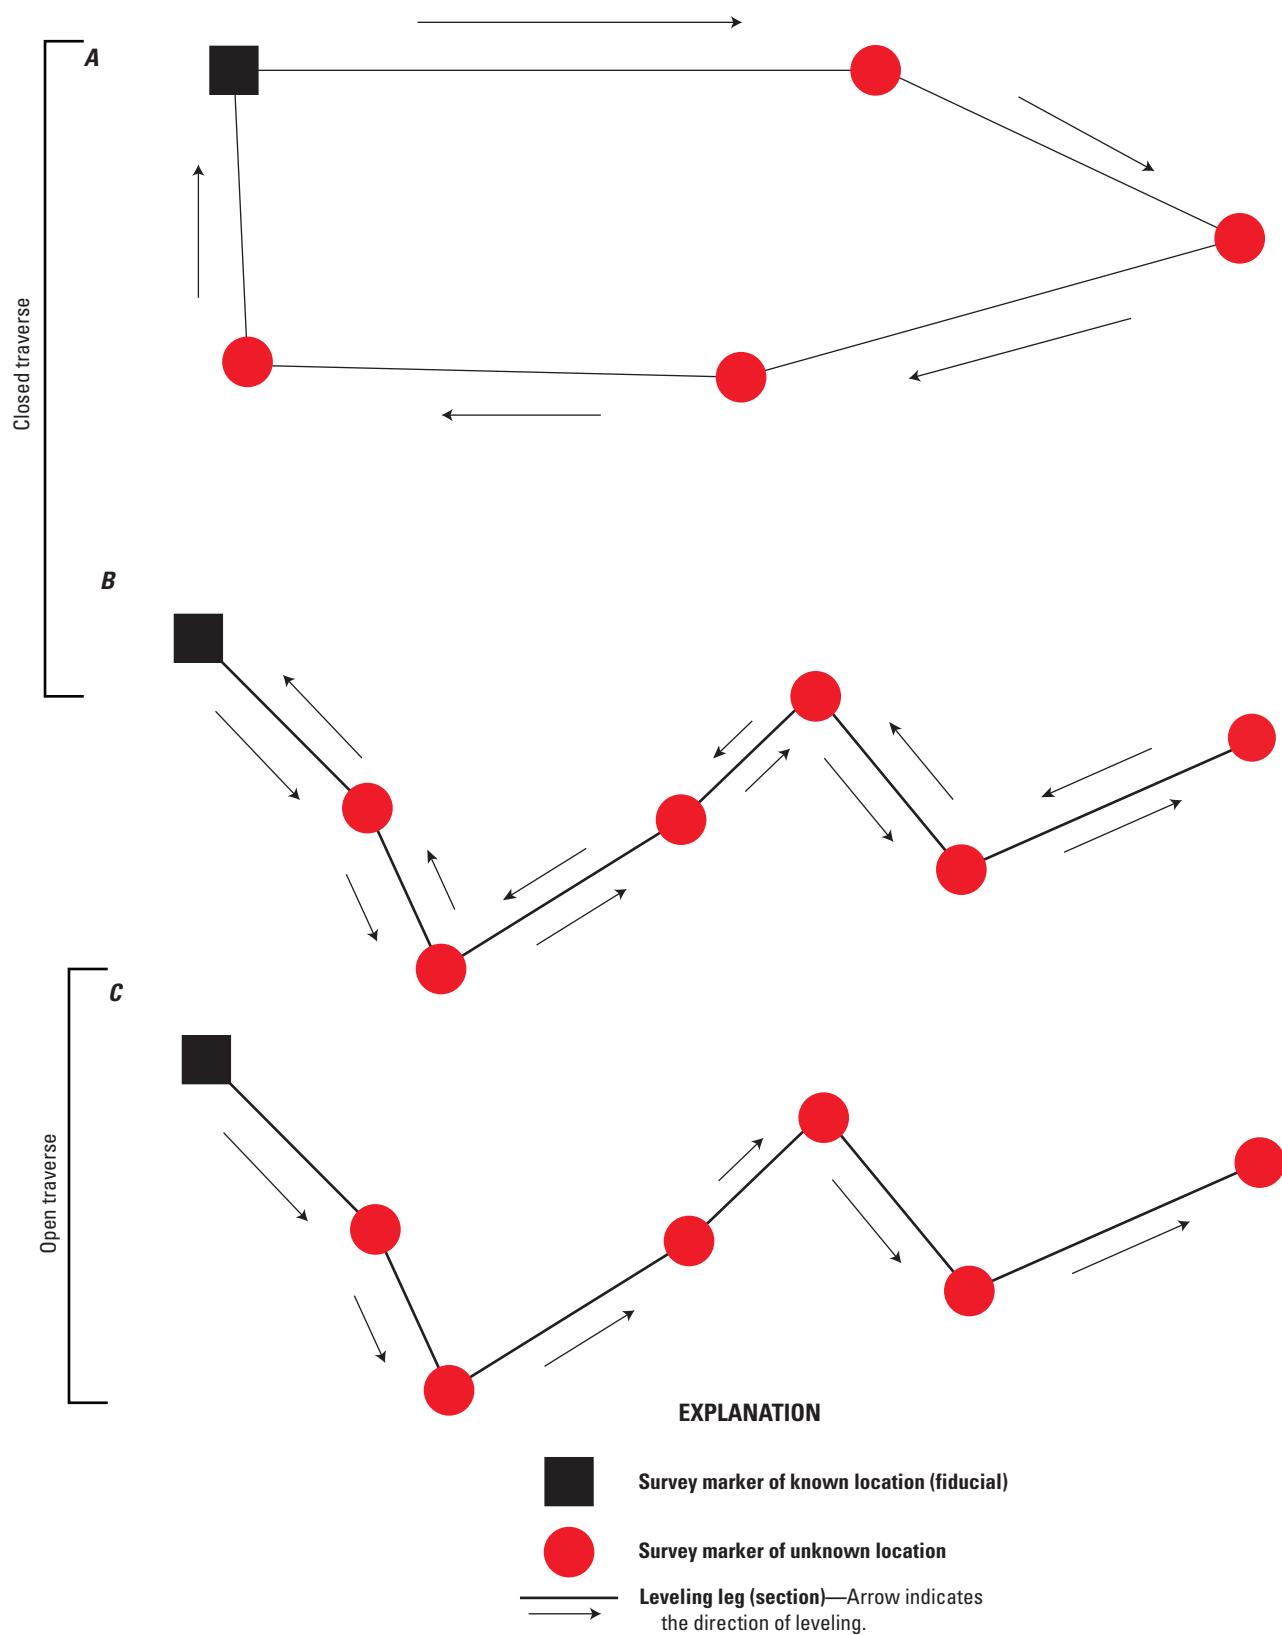 A
Closed traverse
B
C
Open traverse
EXPLANATION
Survey marker of known location (fiducial)
Survey marker of unknown location
Leveling leg (section)—Arrow indicates
the direction of leveling.